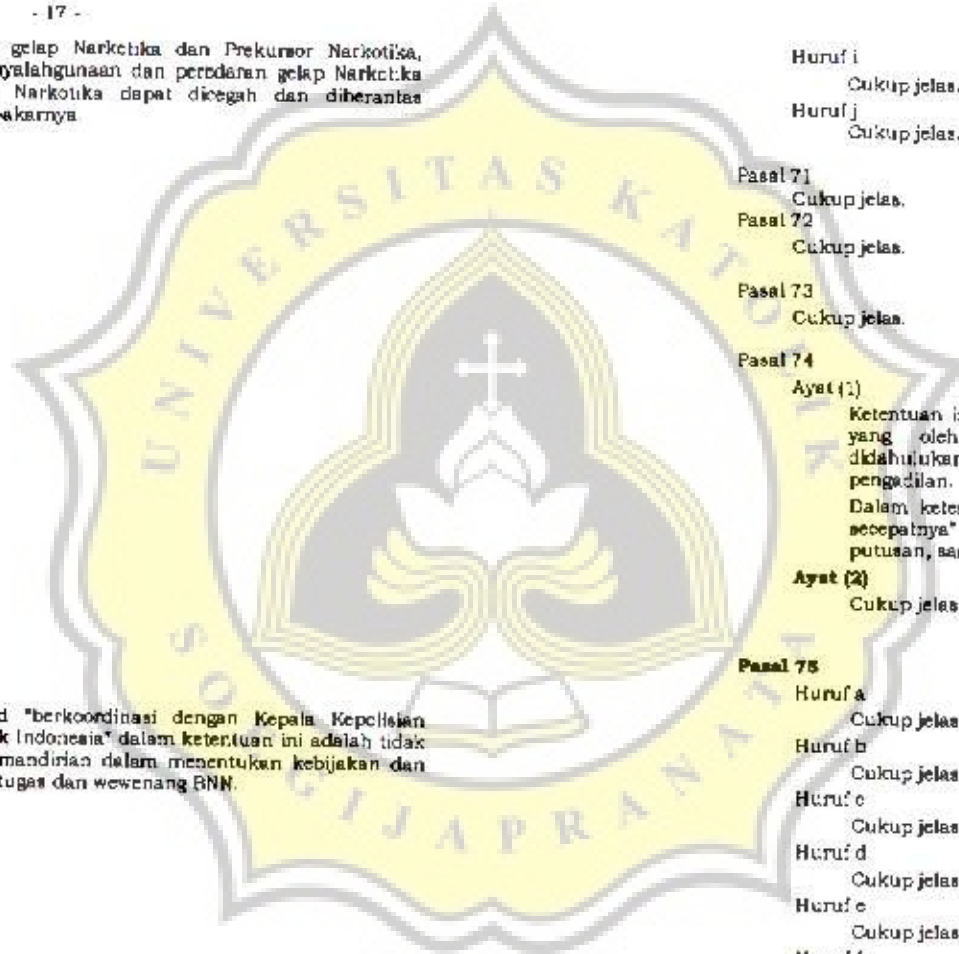 - 17 -
gelap Narkotika dan Prekursor Narkotika,
yalahgunaan dan peredaran gelap Narkotika
Narkotika dapat dicegah dan diberantas
akarnya
"berkoordinasi dengan Kepala Kepolisian
k Indonesia" dalam ketentuan ini adalah tidak
mandirian dalam menentukan kebijakan dan
tugas dan wewenang BNN.
Huruf i
Cukup jelas.
Huruf j
Cukup jelas.
Pasal 71
Cukup jelas.
Pasal 72
Cukup jelas.
Pasal 73
Cukup jelas.
Pasal 74
Ayat (1)
Ketentuan i
yang oleh
didahulukan
pengadilan.
Dalam keten
secepatnya"
putusan, sa
Ayat (2)
Cukup jelas
Pasal 75
Huruf a
Cukup jelas
Huruf b
Cukup jelas
Huruf c
Cukup jelas
Huruf d
Cukup jelas
Huruf e
Cukup jelas
UNIVERSITAS KATOLIK
SOEGIJAPRANATA